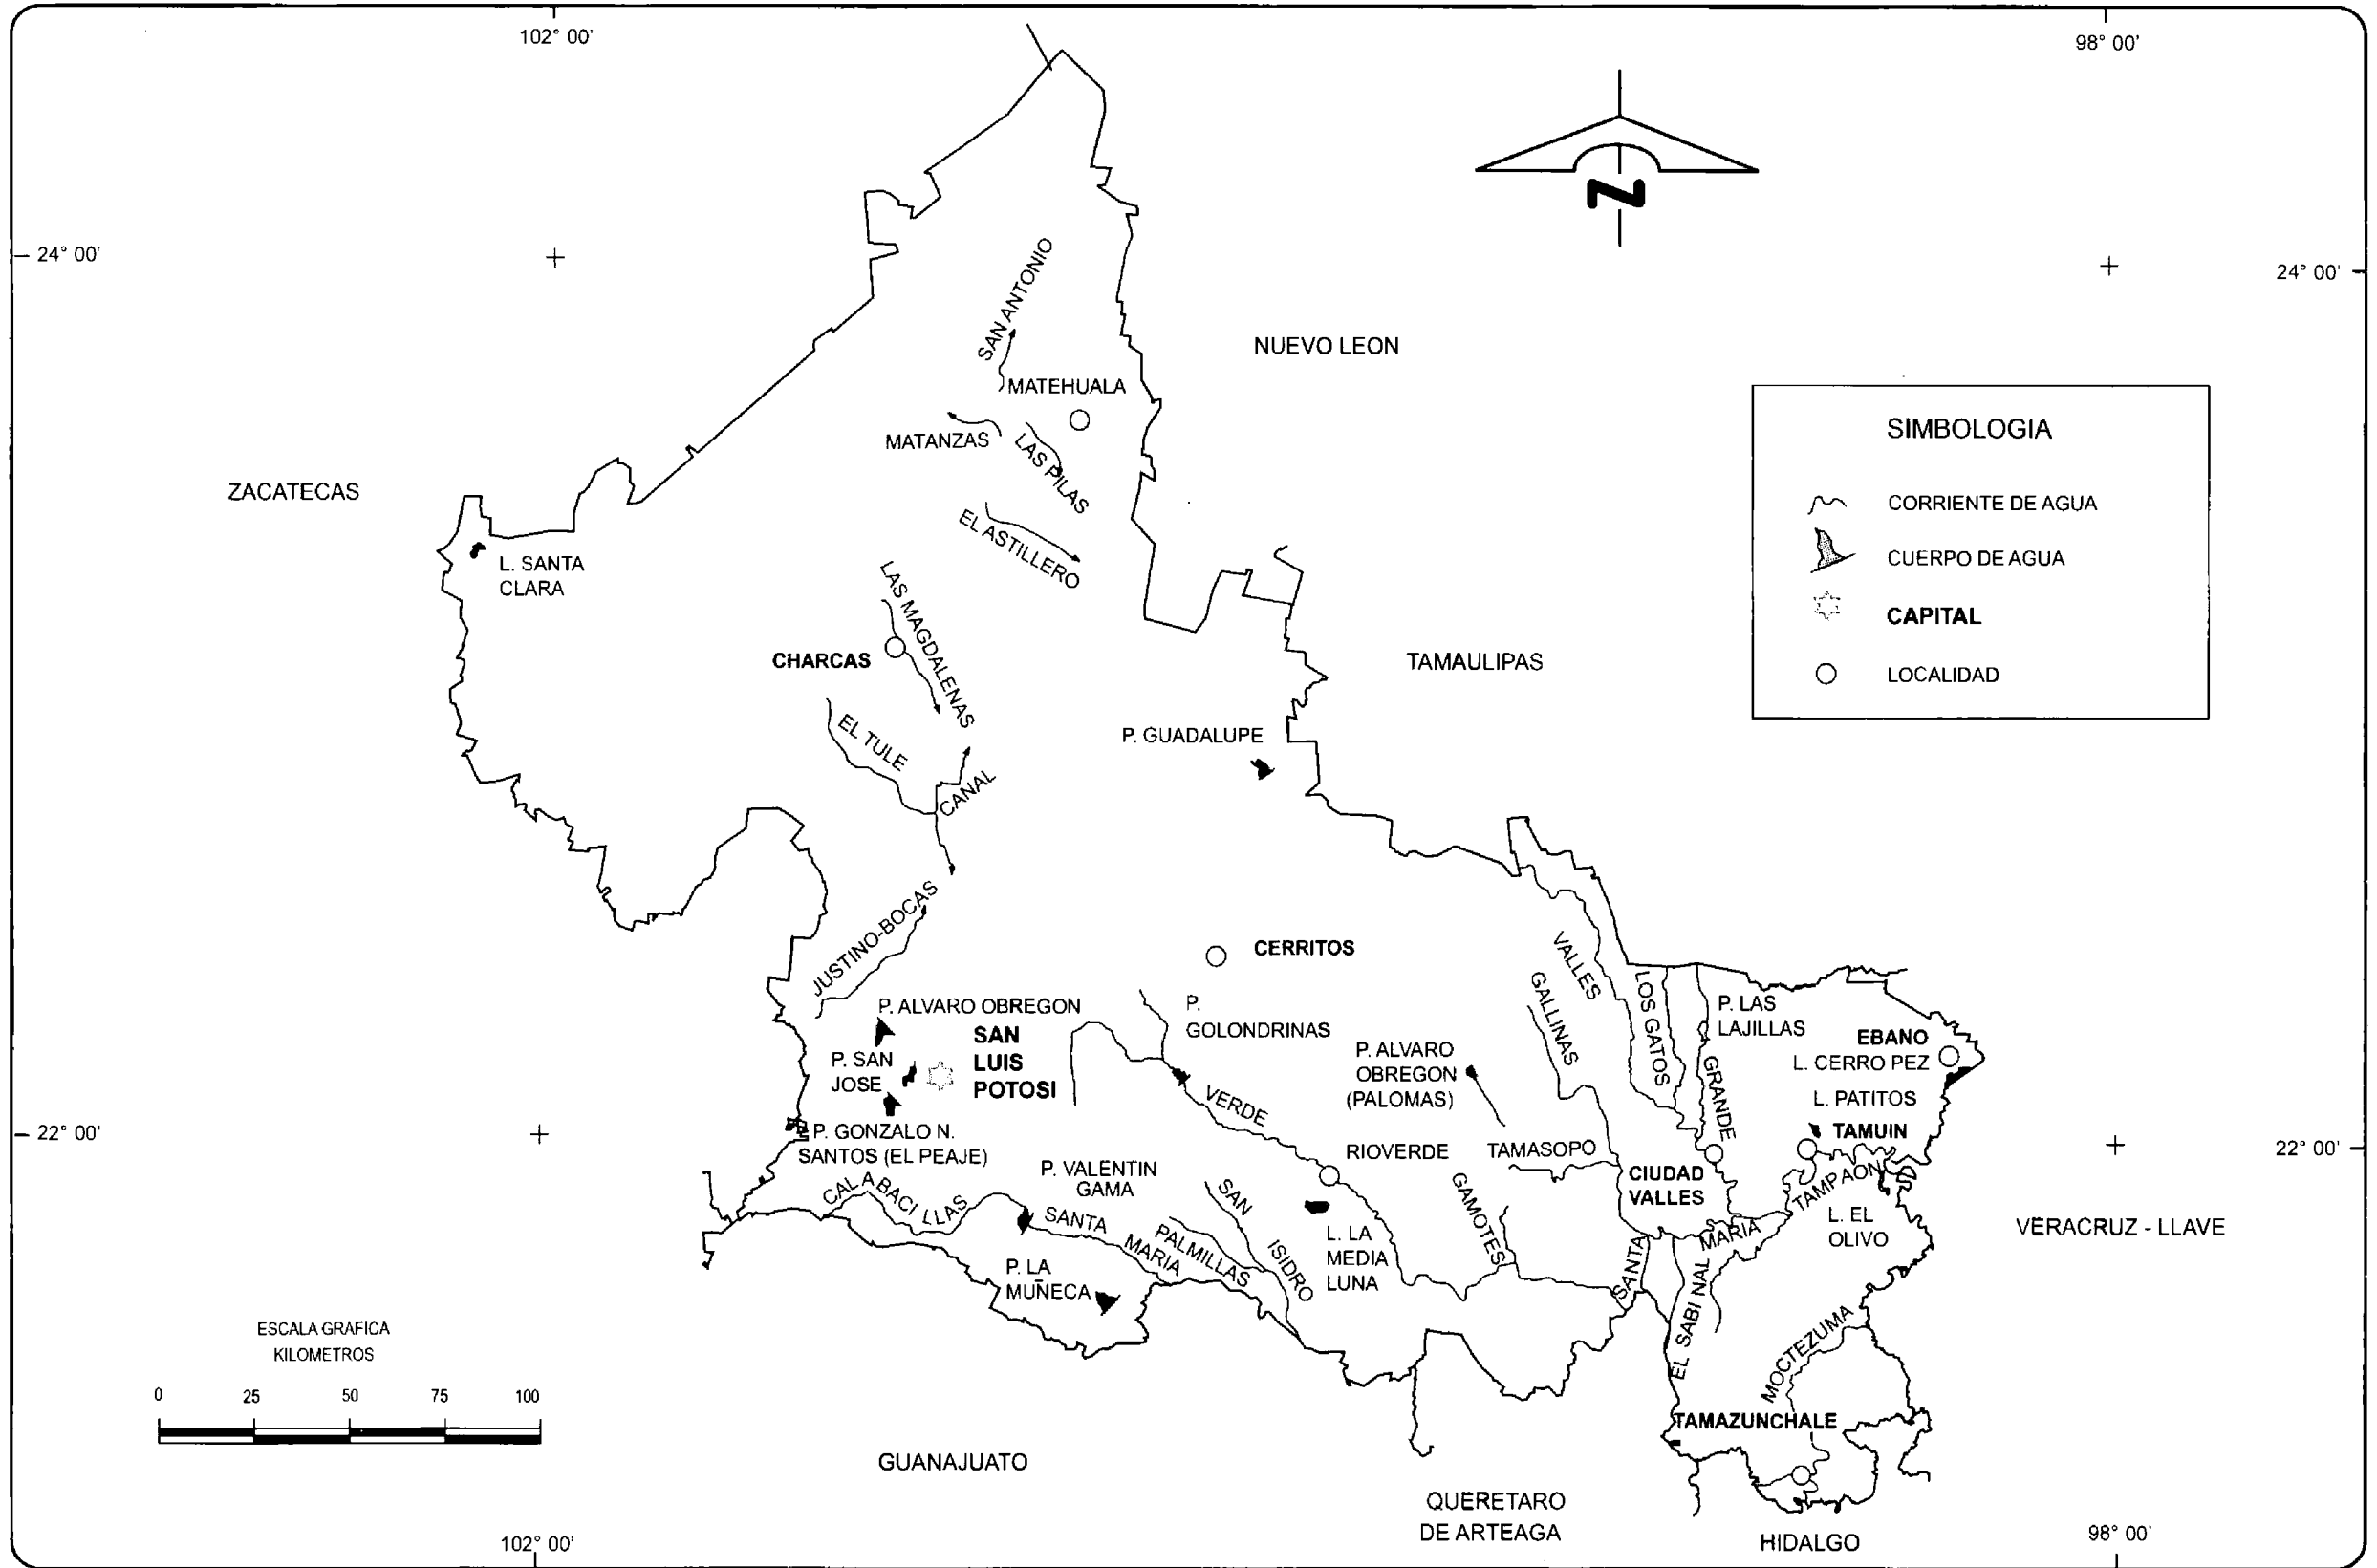 102° 00'
98° 00'
24° 00'
24° 00'
N
SAN ANTONIO
NUEVO LEON
MATEHUALA
MATANZAS
LAS PILAS
ZACATECAS
EL ASTILLERO
L. SANTA
CLARA
SIMBOLOGIA
CORRIENTE DE AGUA
CUERPO DE AGUA
CAPITAL
LOCALIDAD
LAS MAGDALENAS
CHARCAS
TAMAULIPAS
EL TULE
P. GUADALUPE
CANAL
JUSTINO-BOCAS
CERRITOS
VALLES
GALLINAS
LOS GATOS
P. ALVARO OBREGON
SAN
LUIS
POTOSI
P.
GOLONDRINAS
P. LAS
LAJILLAS
EBANO
L. CERRO PEZ
P. SAN
JOSE
P. ALVARO
OBREGON
(PALOMAS)
GRANDE
L. PATITOS
VERDE
22° 00'
P. GONZALO N.
SANTOS (EL PEAJE)
TAMUIN
22° 00'
RIOVERDE
TAMASOPO
CIUDAD
VALLES
TAMPAON
P. VALENTIN
GAMA
CALABACILLAS
SANTA
MARIA
PALMILLAS
SAN
ISIDRO
L. LA
MEDIA
LUNA
GAMOTES
SANTA
MARIA
L. EL
OLIVO
VERACRUZ - LLAVE
P. LA
MUÑECA
EL SABINAL
MOCTEZUMA
ESCALA GRAFICA
KILOMETROS
0 25 50 75 100
TAMAZUNCHALE
GUANAJUATO
QUERETARO
DE ARTEAGA
HIDALGO
102° 00'
98° 00'